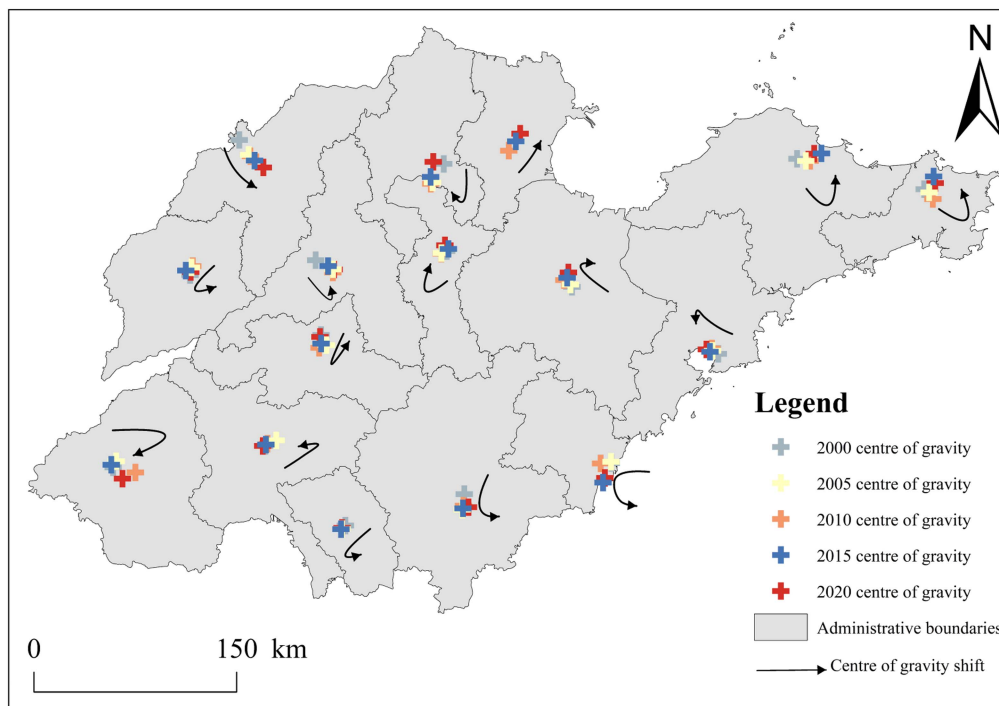 N
Legend
2000 centre of gravity
2005 centre of gravity
2010 centre of gravity
2015 centre of gravity
2020 centre of gravity
Administrative boundaries
Centre of gravity shift
0 150 km